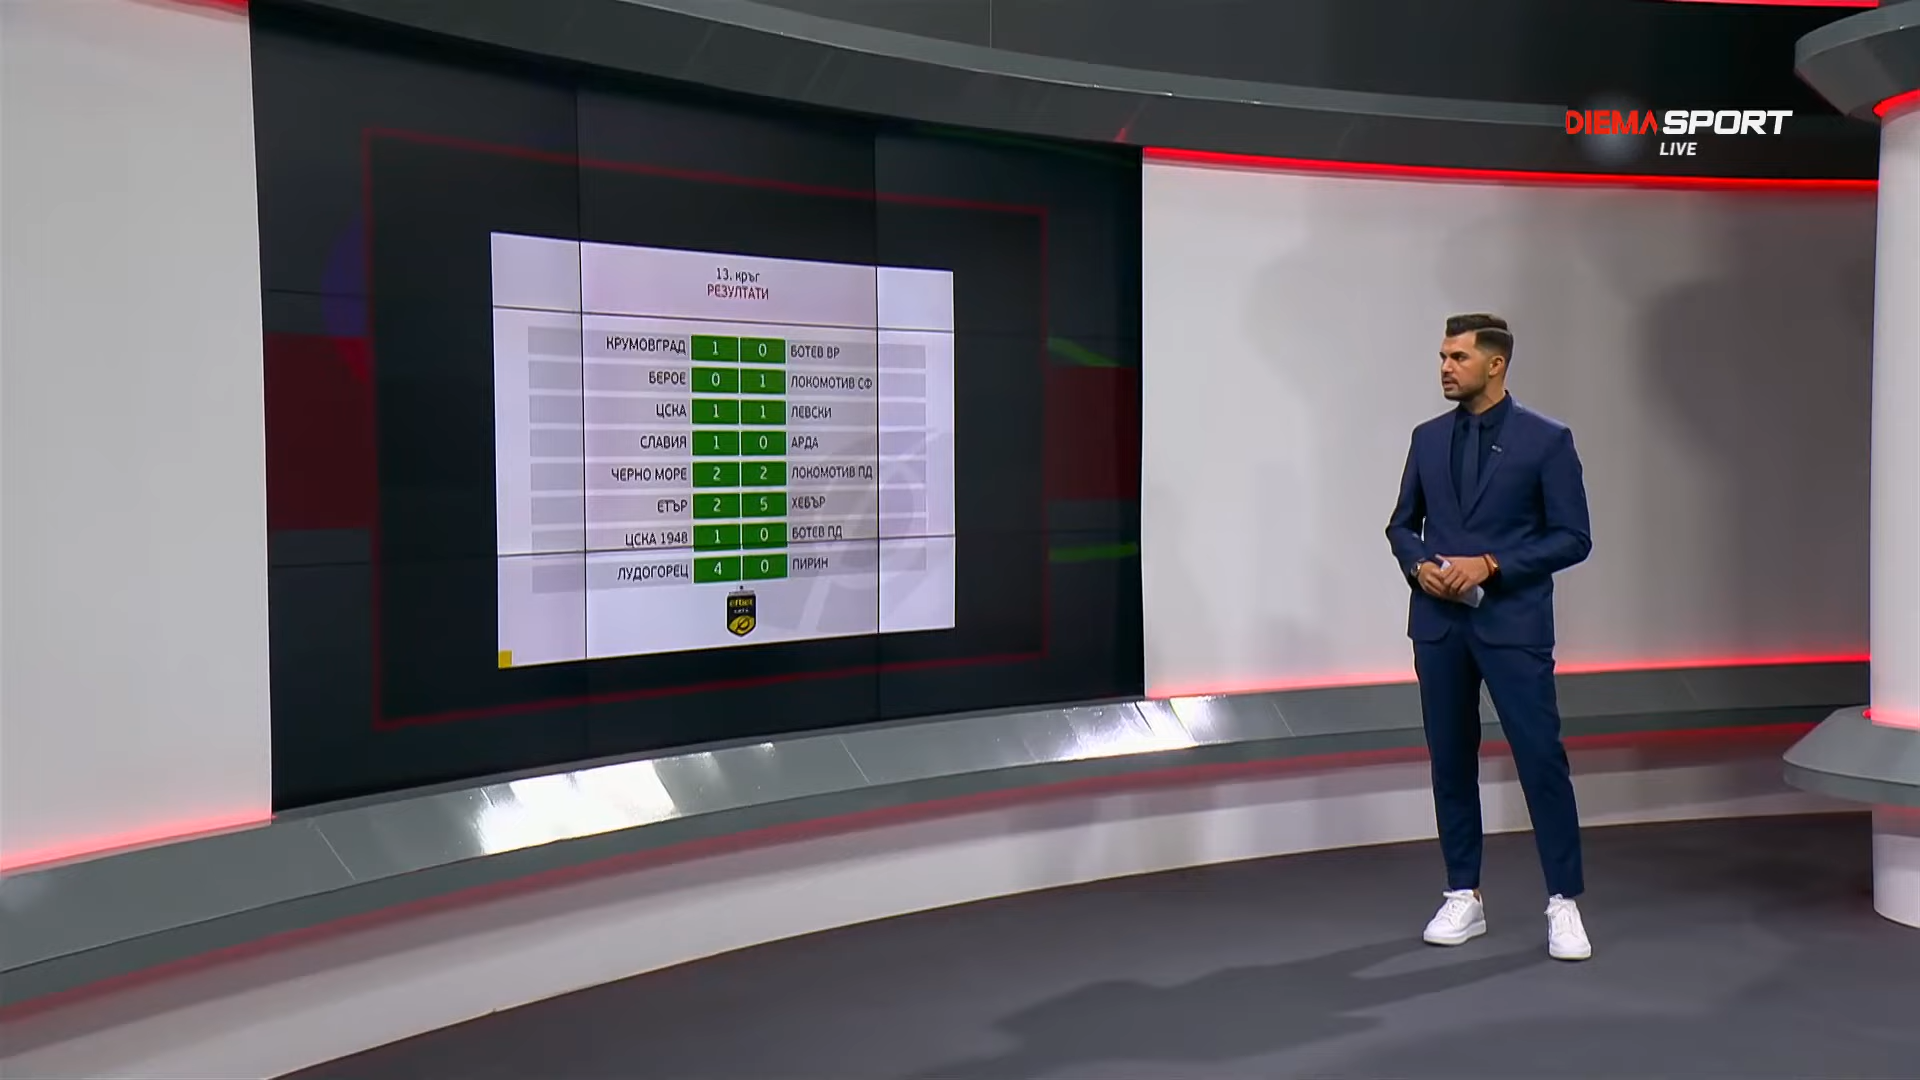 DIEMA SPORT
LIVE
13. кръг
РЕЗУЛТАТИ
КРУМОВГРАД 1 0 БОТЕВ ВР
БЕРОЕ 0 1 ЛОКОМОТИВ СФ
ЦСКА 1 1 ЛЕВСКИ
СЛАВИЯ 1 0 АРДА
ЧЕРНО МОРЕ 2 2 ЛОКОМОТИВ ПД
ЕТЪР 2 5 ХЕБЪР
ЦСКА 1948 1 0 БОТЕВ ПД
ЛУДОГОРЕЦ 4 0 ПИРИН
efbet